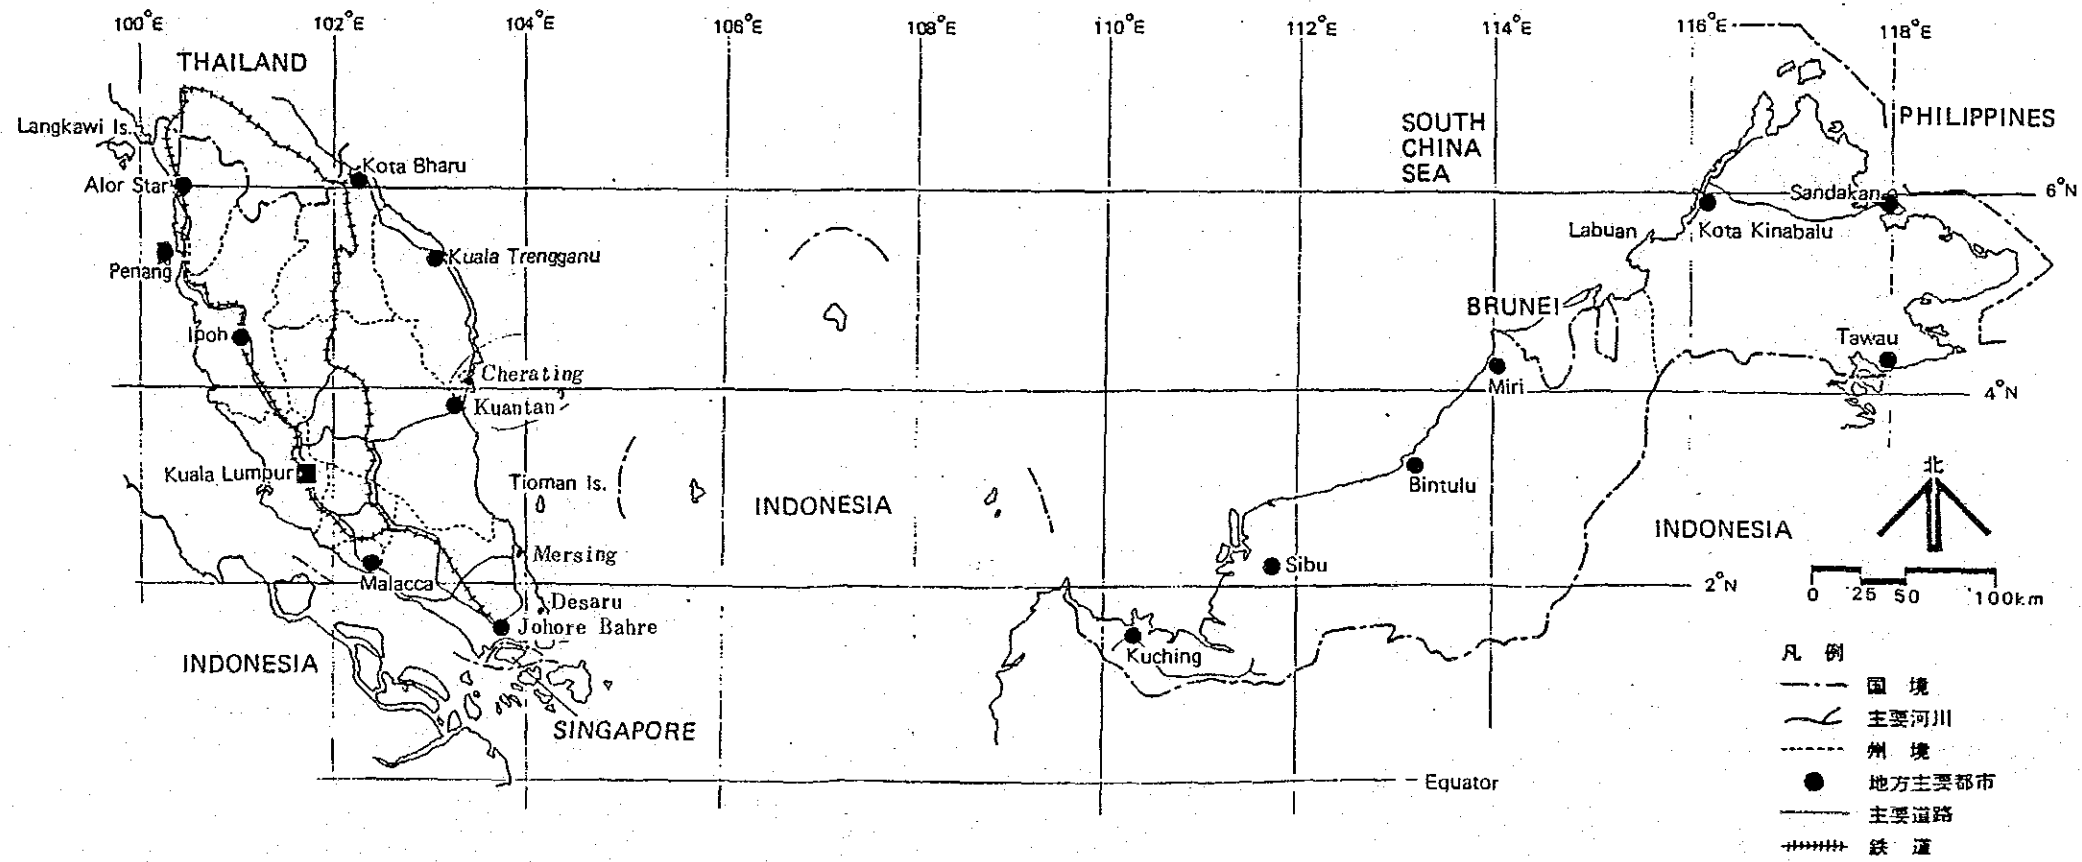 100°E 102°E 104°E 106°E 108°E 110°E 112°E 114°E 116°E 118°E
THAILAND
Langkawi Is.
Kota Bharu
Alor Star
PHILIPPINES
SOUTH
CHINA
SEA
Sandakan
6°N
Labuan
Kota Kinabalu
Kuala Trengganu
Penang
BRUNEI
Ipoh
Tawau
Cherating
Miri
4°N
Kuantan
北
Kuala Lumpur
Tioman Is.
Bintulu
INDONESIA
INDONESIA
Mersing
Sibu
Malacca
2°N
0 25 50 100km
Desaru
Johore Bahre
INDONESIA
Kuching
凡 例
国 境
SINGAPORE
主要河川
州 境
Equator
地方主要都市
主要道路
鉄 道